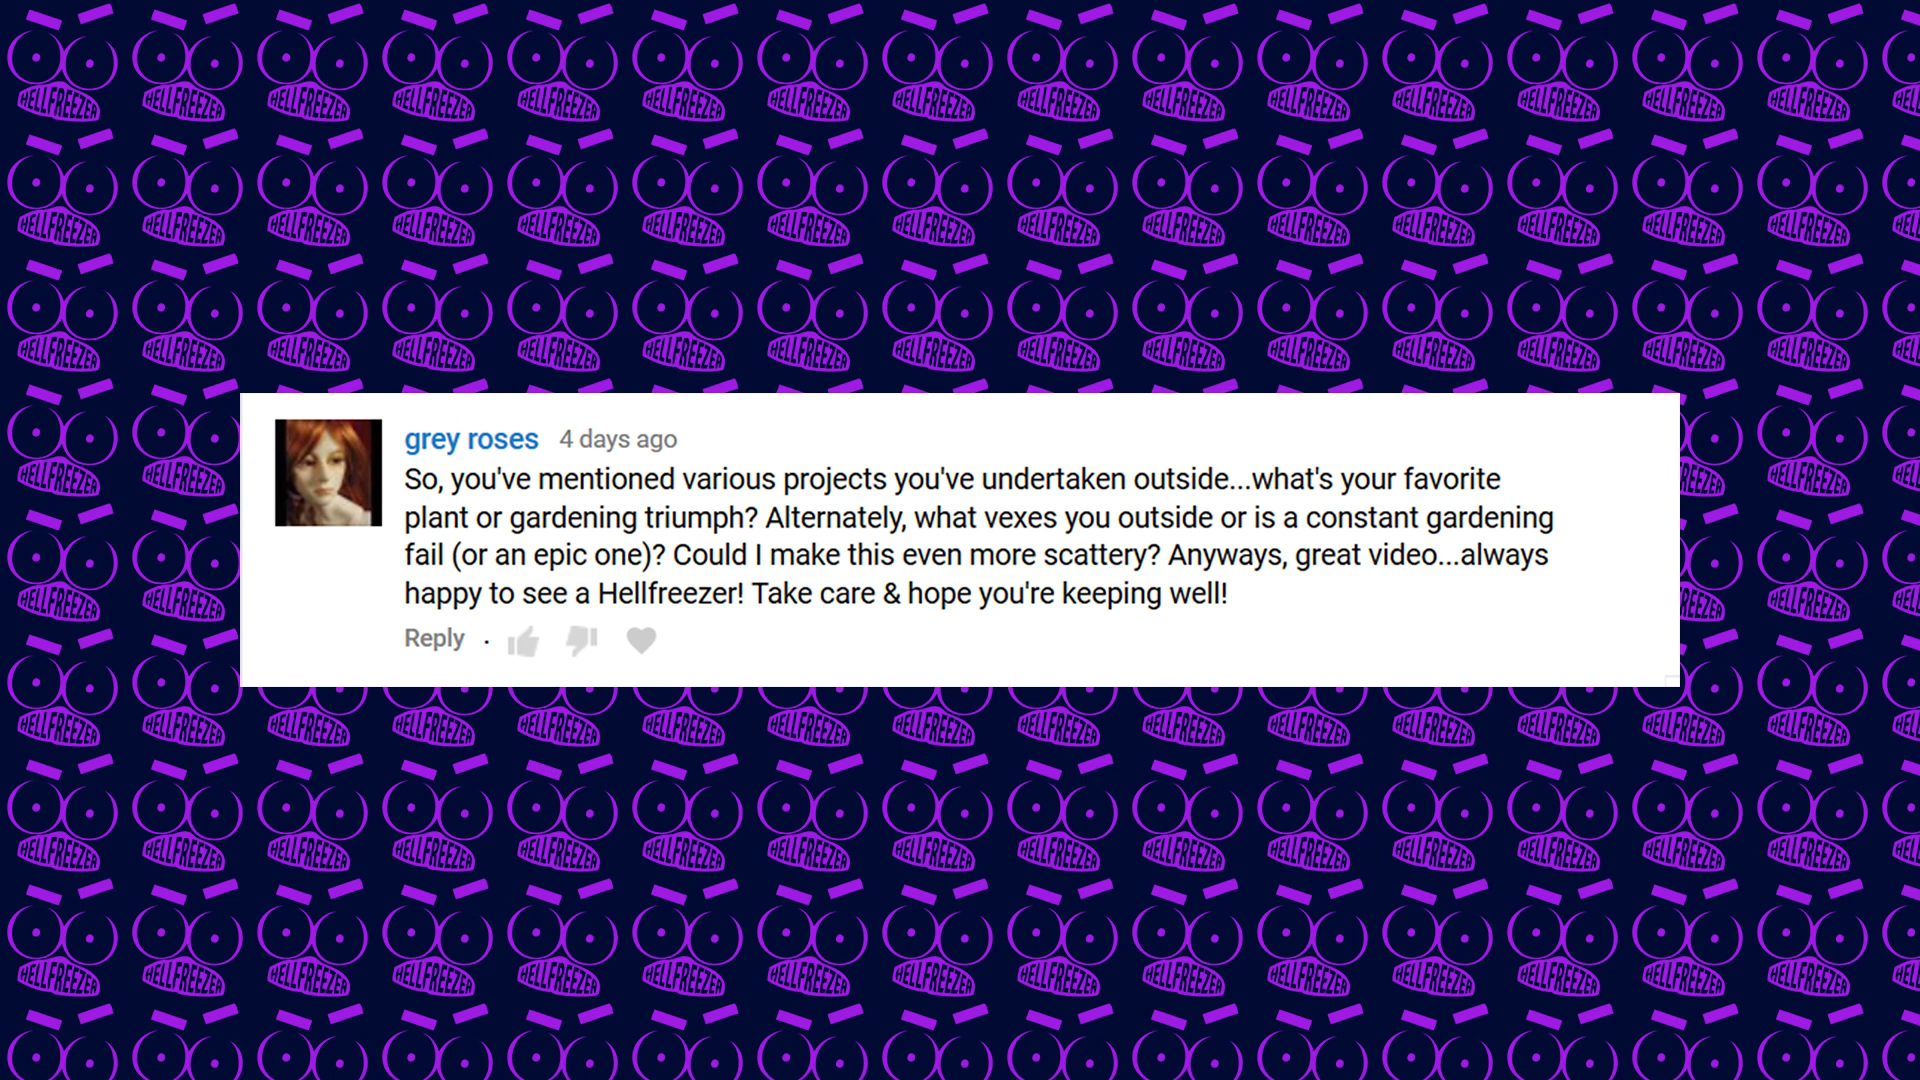 grey roses 4 days ago
So, you've mentioned various projects you've undertaken outside...what's your favorite
plant or gardening triumph? Alternately, what vexes you outside or is a constant gardening
fail (or an epic one)? Could I make this even more scattery? Anyways, great video...always
happy to see a Hellfreezer! Take care & hope you're keeping well!
Reply ·
HELLFREEZER